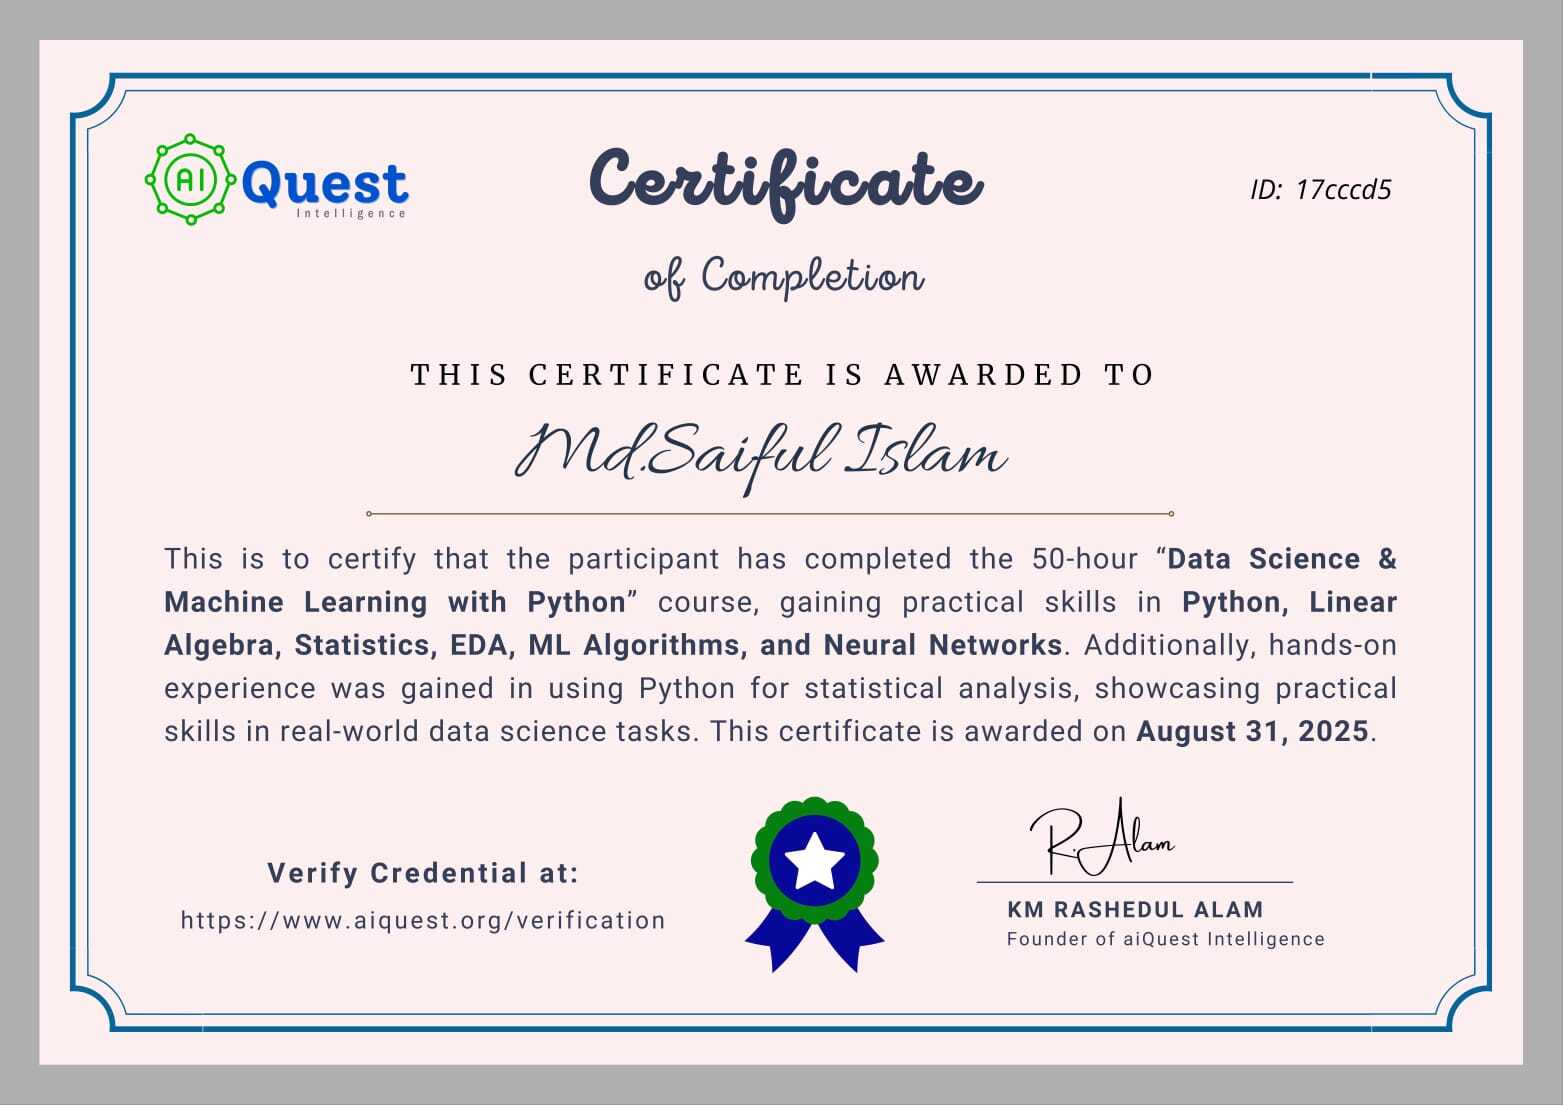 AI Quest
Intelligence
Certificate
ID: 17cccd5
of Completion
THIS CERTIFICATE IS AWARDED TO
Md.Saiful Islam
This is to certify that the participant has completed the 50-hour “Data Science &
Machine Learning with Python” course, gaining practical skills in Python, Linear
Algebra, Statistics, EDA, ML Algorithms, and Neural Networks. Additionally, hands-on
experience was gained in using Python for statistical analysis, showcasing practical
skills in real-world data science tasks. This certificate is awarded on August 31, 2025.
Verify Credential at:
https://www.aiquest.org/verification
R.Alam
KM RASHEDUL ALAM
Founder of aiQuest Intelligence